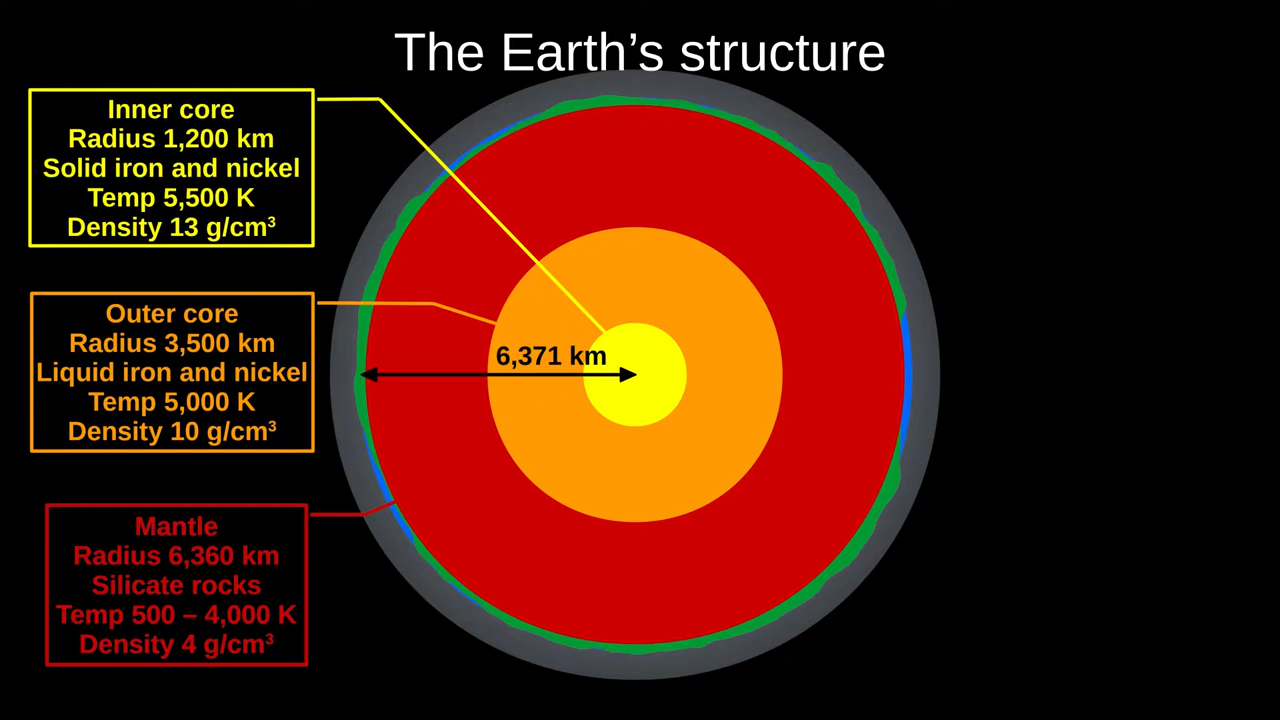 The Earth’s structure
Inner core
Radius 1,200 km
Solid iron and nickel
Temp 5,500 K
Density 13 g/cm³
Outer core
Radius 3,500 km
Liquid iron and nickel
Temp 5,000 K
Density 10 g/cm³
6,371 km
Mantle
Radius 6,360 km
Silicate rocks
Temp 500 – 4,000 K
Density 4 g/cm³